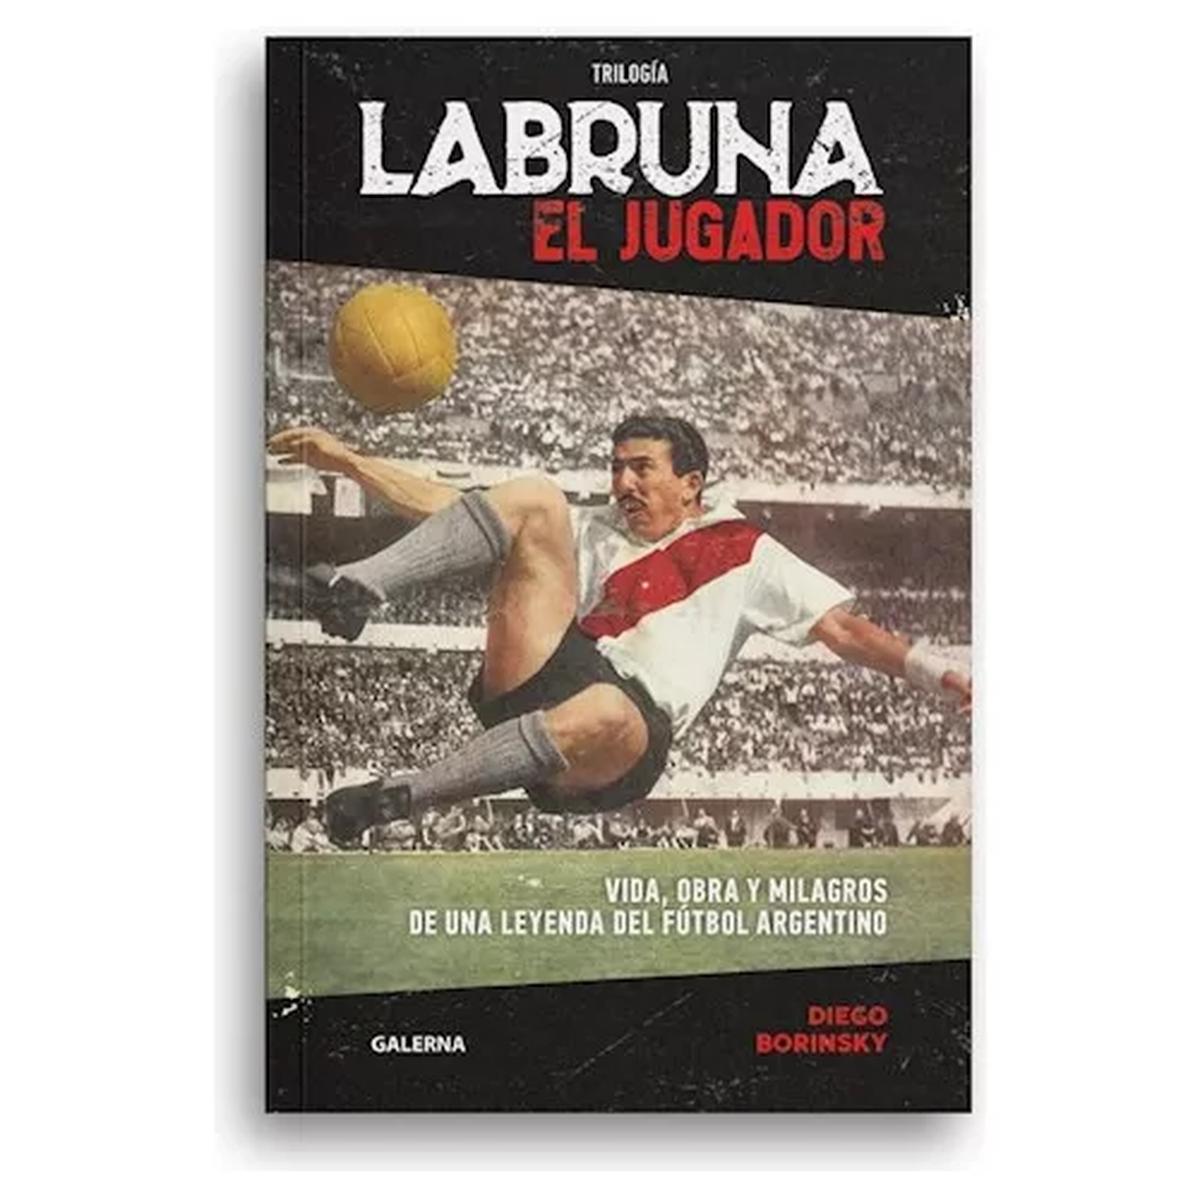 TRILOGÍA
LABRUNA
EL JUGADOR
VIDA, OBRA Y MILAGROS
DE UNA LEYENDA DEL FÚTBOL ARGENTINO
DIEGO
BORINSKY
GALERNA